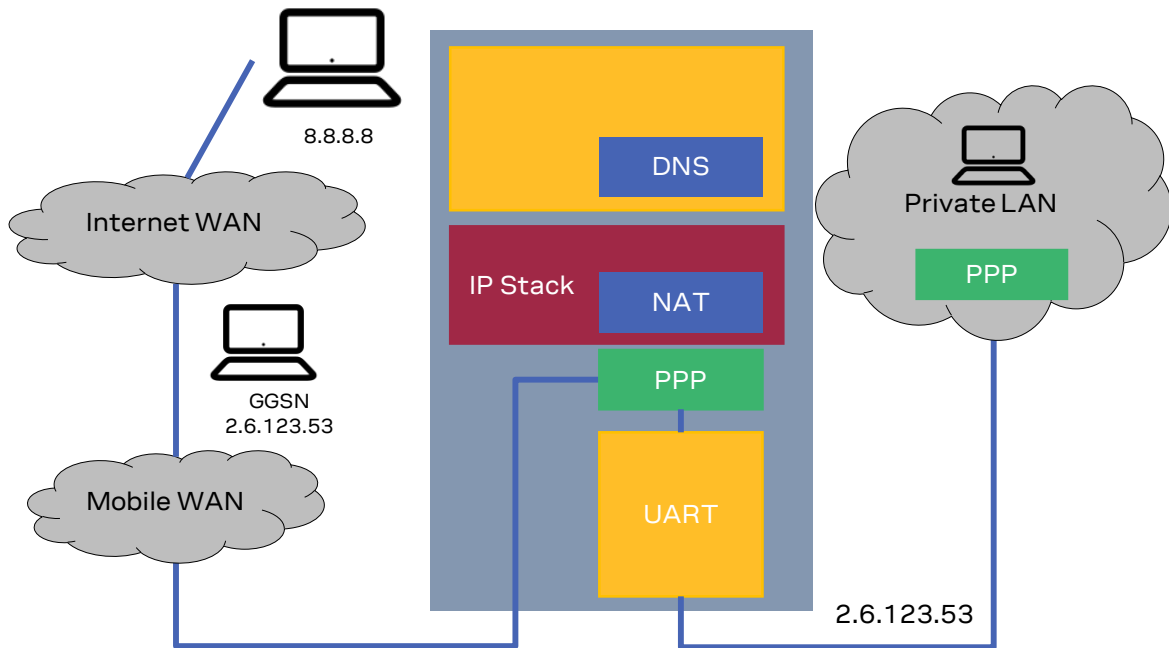 8.8.8.8
Internet WAN
GGSN
2.6.123.53
Mobile WAN
DNS
IP Stack
NAT
PPP
UART
Private LAN
PPP
2.6.123.53